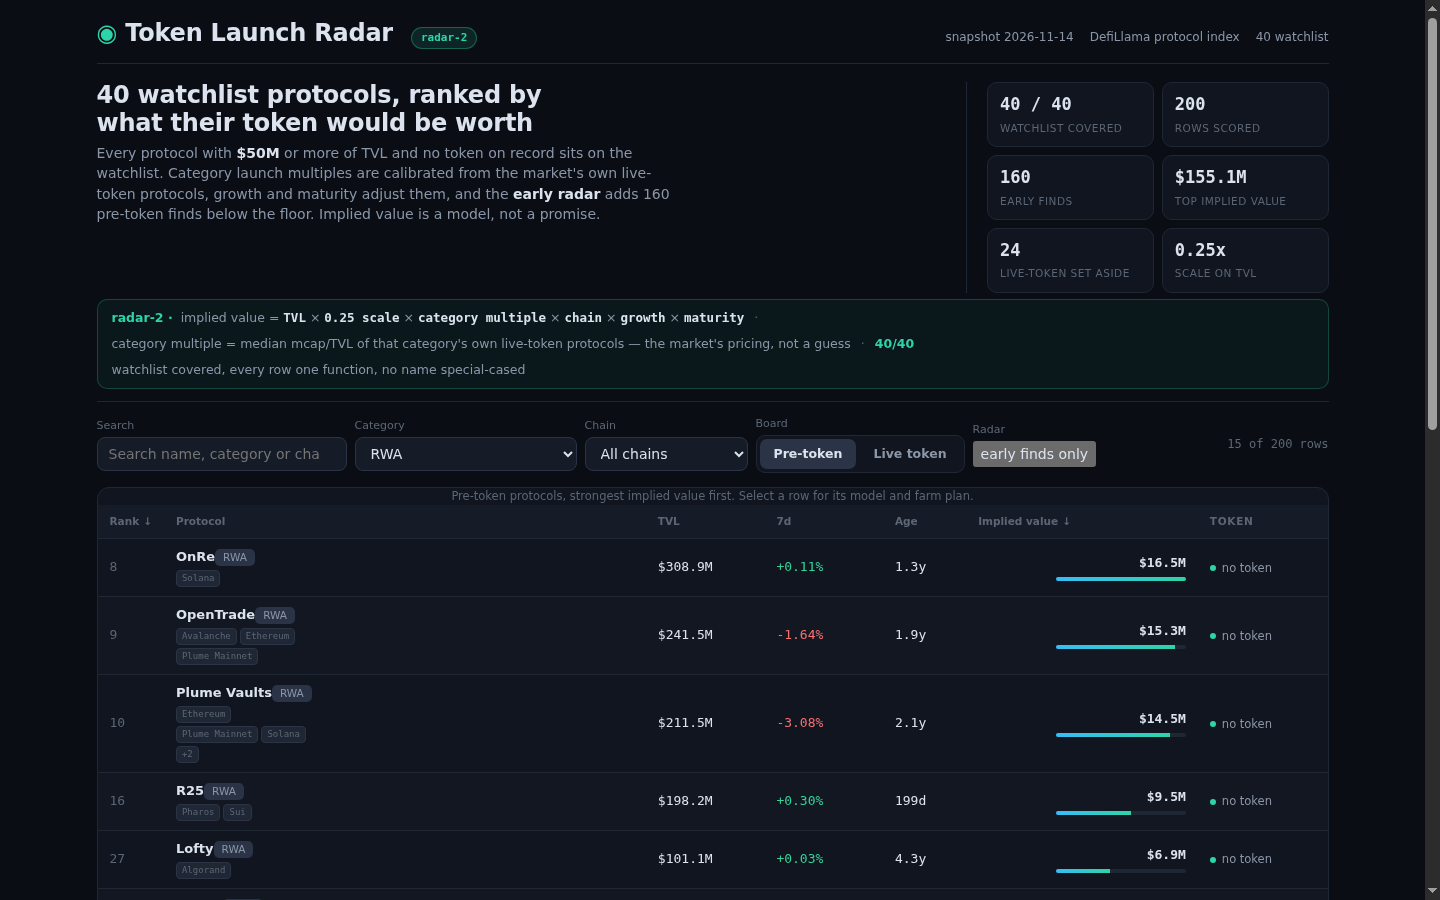 ◉ Token Launch Radar radar-2
snapshot 2026-11-14 DefiLlama protocol index 40 watchlist
40 watchlist protocols, ranked by
what their token would be worth
Every protocol with $50M or more of TVL and no token on record sits on the
watchlist. Category launch multiples are calibrated from the market's own live-
token protocols, growth and maturity adjust them, and the early radar adds 160
pre-token finds below the floor. Implied value is a model, not a promise.
40 / 40
WATCHLIST COVERED
200
ROWS SCORED
160
EARLY FINDS
$155.1M
TOP IMPLIED VALUE
24
LIVE-TOKEN SET ASIDE
0.25x
SCALE ON TVL
radar-2 · implied value = TVL × 0.25 scale × category multiple × chain × growth × maturity ·
category multiple = median mcap/TVL of that category's own live-token protocols — the market's pricing, not a guess · 40/40
watchlist covered, every row one function, no name special-cased
Search
Search name, category or cha
Category
RWA
Chain
All chains
Board
Pre-token Live token
Radar
early finds only
15 of 200 rows
Pre-token protocols, strongest implied value first. Select a row for its model and farm plan.
Rank ↓ Protocol TVL 7d Age Implied value ↓ TOKEN
8 OnRe RWA $308.9M +0.11% 1.3y $16.5M no token
Solana
9 OpenTrade RWA $241.5M -1.64% 1.9y $15.3M no token
Avalanche Ethereum
Plume Mainnet
10 Plume Vaults RWA $211.5M -3.08% 2.1y $14.5M no token
Ethereum
Plume Mainnet Solana
+2
16 R25 RWA $198.2M +0.30% 199d $9.5M no token
Pharos Sui
27 Lofty RWA $101.1M +0.03% 4.3y $6.9M no token
Algorand